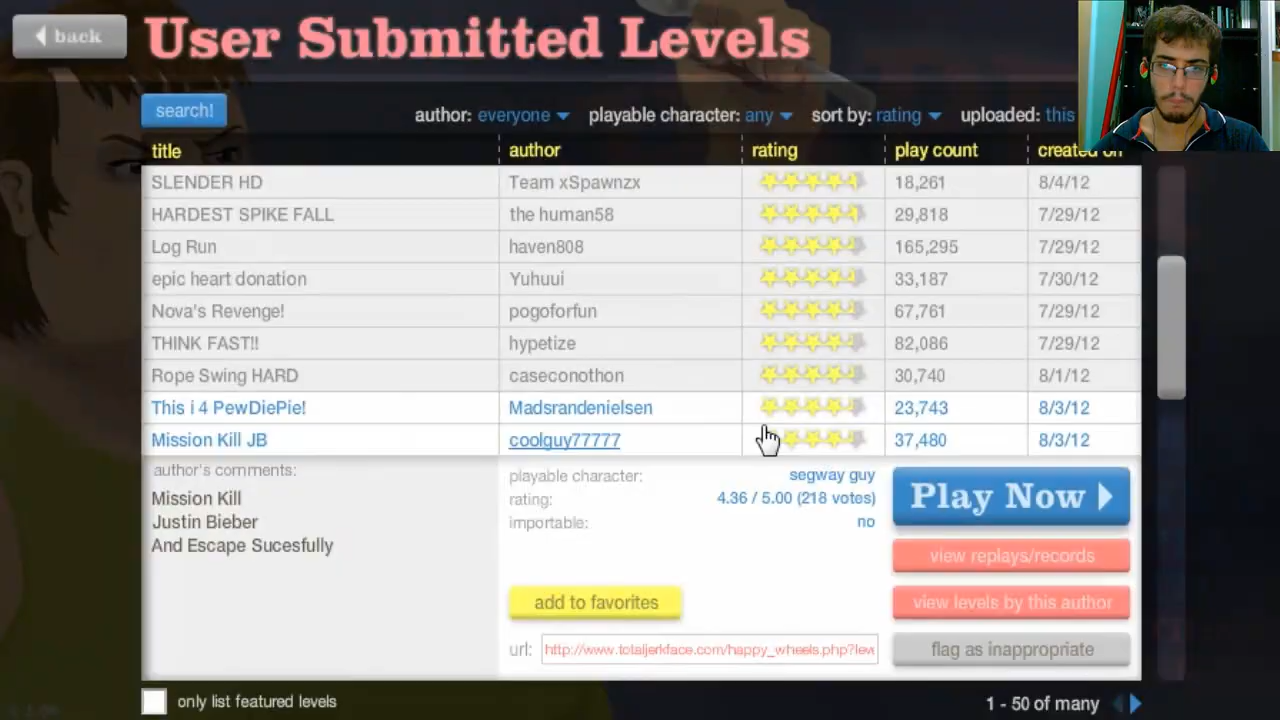 back
User Submitted Levels
search!
author: everyone playable character: any sort by: rating uploaded: this
title author rating play count created on
SLENDER HD Team xSpawnzx 18,261 8/4/12
HARDEST SPIKE FALL the human58 29,818 7/29/12
Log Run haven808 165,295 7/29/12
epic heart donation Yuhuui 33,187 7/30/12
Nova's Revenge! pogoforfun 67,761 7/29/12
THINK FAST!! hypetize 82,086 7/29/12
Rope Swing HARD caseconothon 30,740 8/1/12
This i 4 PewDiePie! Madsrandenielsen 23,743 8/3/12
Mission Kill JB coolguy77777 37,480 8/3/12
author's comments:
Mission Kill
Justin Bieber
And Escape Sucesfully
playable character: segway guy
rating: 4.36 / 5.00 (218 votes)
importable: no
add to favorites
url: http://www.totaljerkface.com/happy_wheels.php?lev
Play Now
view replays/records
view levels by this author
flag as inappropriate
only list featured levels
1 - 50 of many